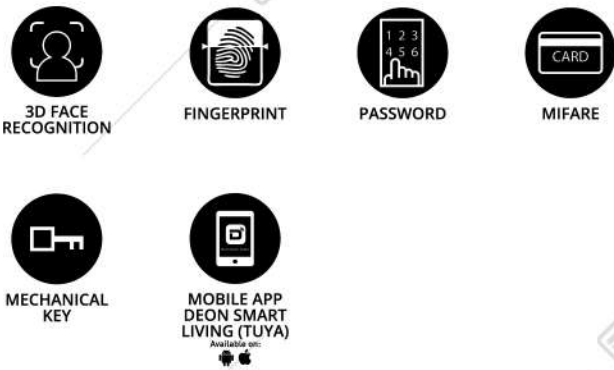 1 2 3
4 5 6
CARD
3D FACE
RECOGNITION
FINGERPRINT
PASSWORD
MIFARE
MECHANICAL
KEY
MOBILE APP
DEON SMART
LIVING (TUYA)
Available on: